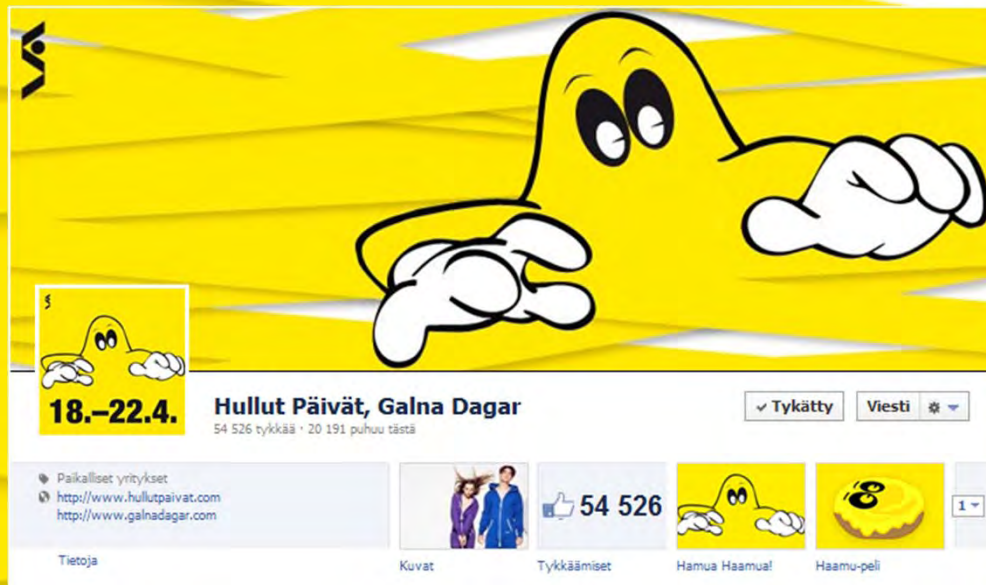 18.–22.4.
Hullut Päivät, Galna Dagar
54 526 tykkää · 20 191 puhuu tästä
✓ Tykätty
Viesti
Paikalliset yritykset
http://www.hullutpaivat.com
http://www.galnadagar.com
Tietoja
54 526
1
Kuvat
Tykkäämiset
Hamua Haamua!
Haamu-peli